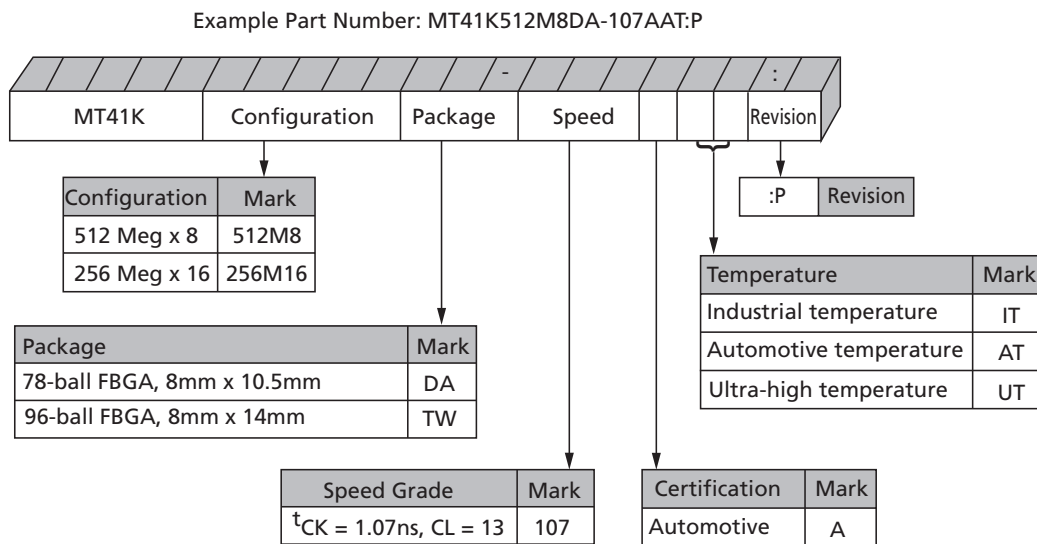 Example Part Number: MT41K512M8DA-107AAT:P
- :
MT41K Configuration Package Speed Revision
Configuration Mark
512 Meg x 8 512M8
256 Meg x 16 256M16
:P Revision
Temperature Mark
Industrial temperature IT
Automotive temperature AT
Ultra-high temperature UT
Package Mark
78-ball FBGA, 8mm x 10.5mm DA
96-ball FBGA, 8mm x 14mm TW
Speed Grade Mark
tCK = 1.07ns, CL = 13 107
Certification Mark
Automotive A